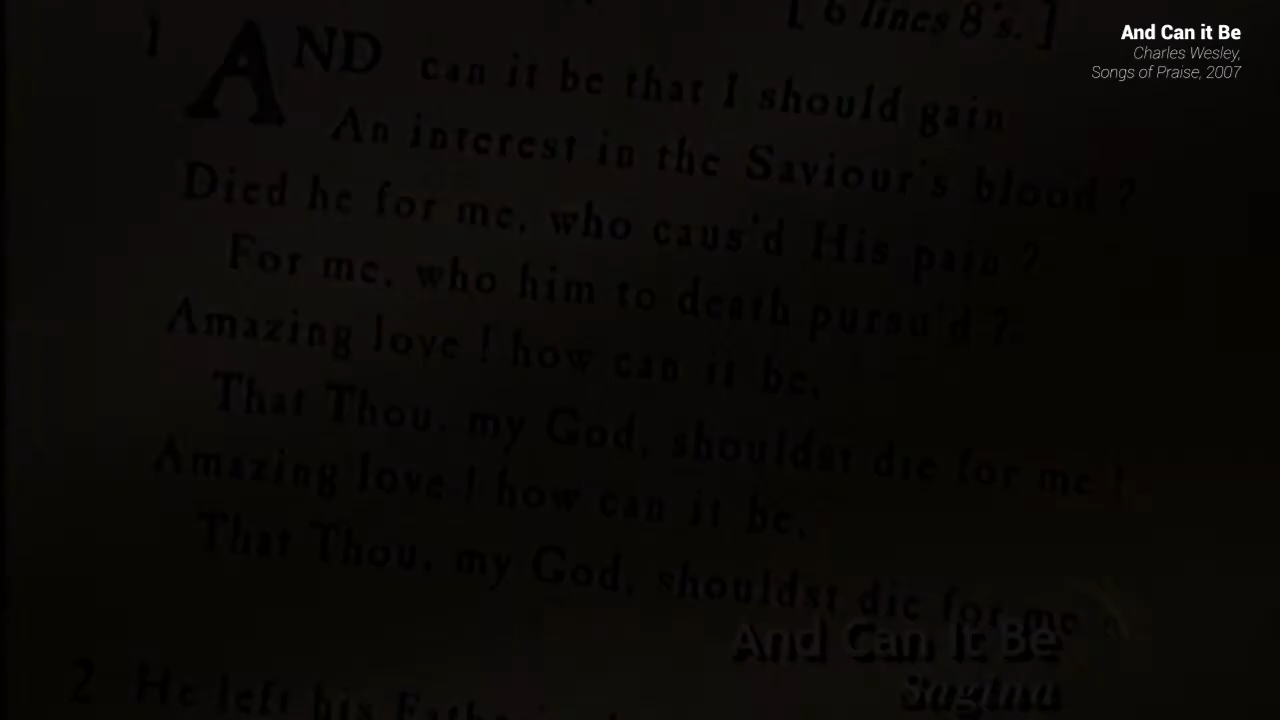 [ 6 lines 8's. ]
And Can it Be
Charles Wesley,
Songs of Praise, 2007
1 AND can it be that I should gain
An interest in the Saviour's blood ?
Died he for me, who caus'd His pain ?
For me, who him to death pursu'd ?
Amazing love ! how can it be,
That Thou, my God, shouldst die for me !
Amazing love ! how can it be,
That Thou, my God, shouldst die for me
And Can It Be
Sagina
2 He left his